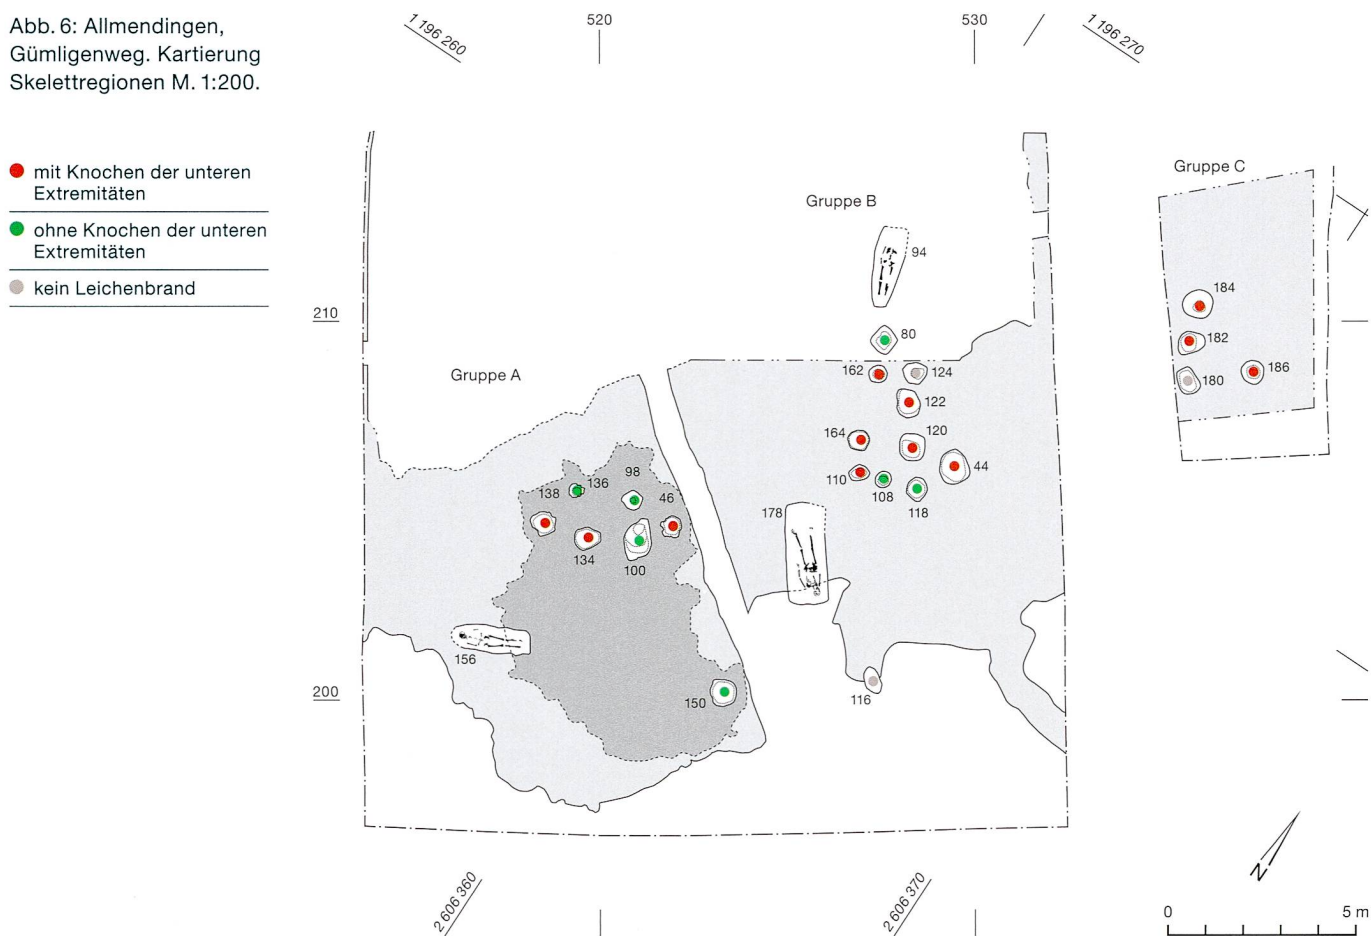 Abb. 6: Allmendingen,
Gümligenweg. Kartierung
Skelettregionen M. 1:200.
mit Knochen der unteren
Extremitäten
ohne Knochen der unteren
Extremitäten
kein Leichenbrand
1 196 260
520
530
1 196 270
Gruppe C
Gruppe B
94
184
210
80
182
162
124
180
186
Gruppe A
122
164
120
44
98
110
108
118
138
136
46
178
134
100
156
200
150
116
2 606 360
2 606 370
N
0
5 m